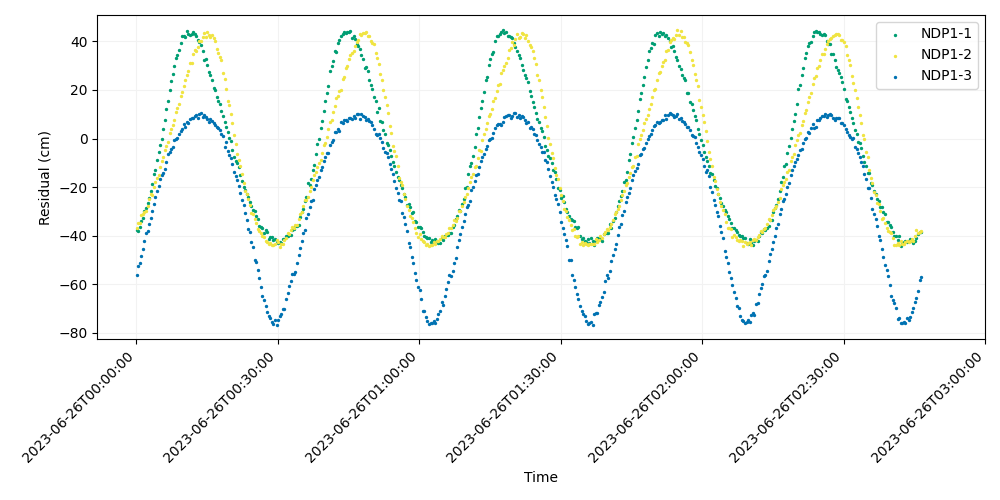 NDP1-1
NDP1-2
NDP1-3
40
20
0
−20
−40
−60
−80
Residual (cm)
2023-06-26T00:00:00
2023-06-26T00:30:00
2023-06-26T01:00:00
2023-06-26T01:30:00
2023-06-26T02:00:00
2023-06-26T02:30:00
2023-06-26T03:00:00
Time